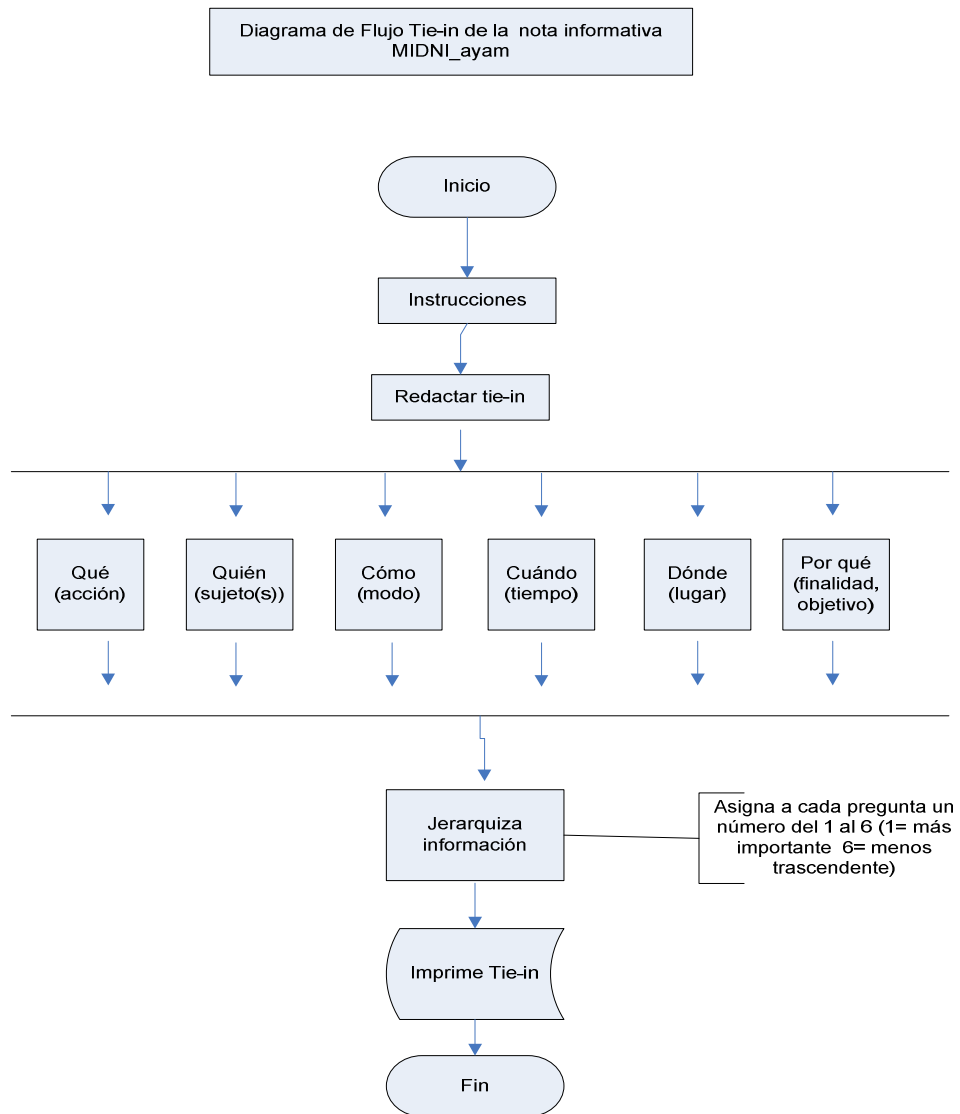 Diagrama de Flujo Tie-in de la nota informativa
MIDNI_ayam
Inicio
Instrucciones
Redactar tie-in
Qué
(acción)
Quién
(sujeto(s))
Cómo
(modo)
Cuándo
(tiempo)
Dónde
(lugar)
Por qué
(finalidad,
objetivo)
Jerarquiza
información
Asigna a cada pregunta un
número del 1 al 6 (1= más
importante 6= menos
trascendente)
Imprime Tie-in
Fin